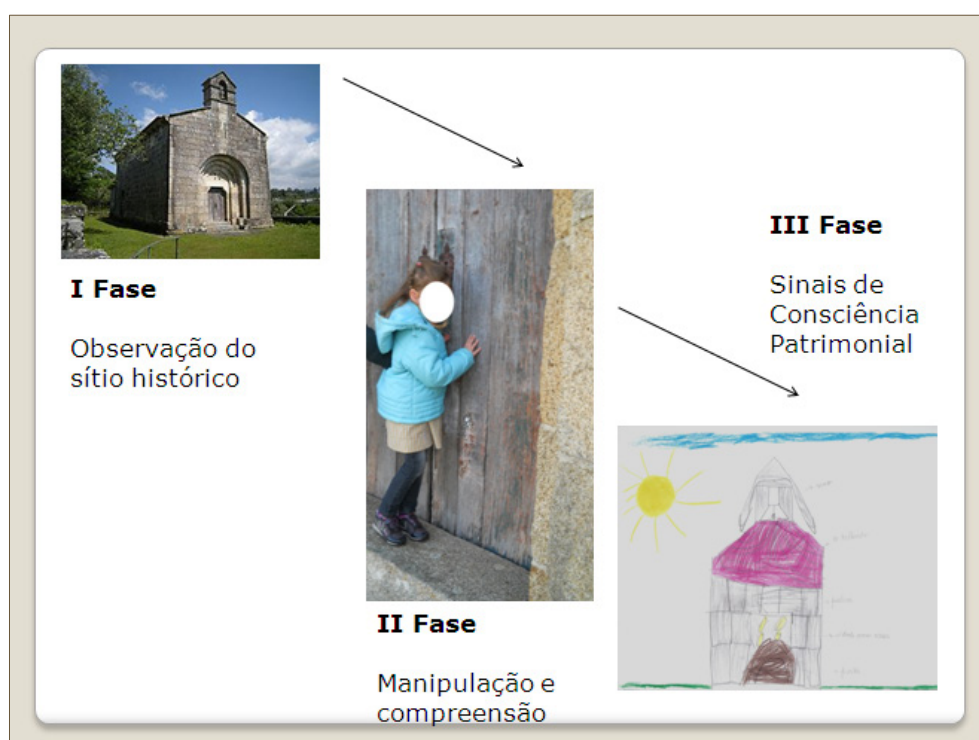 I Fase
Observação do
sítio histórico
II Fase
Manipulação e
compreensão
III Fase
Sinais de
Consciência
Patrimonial